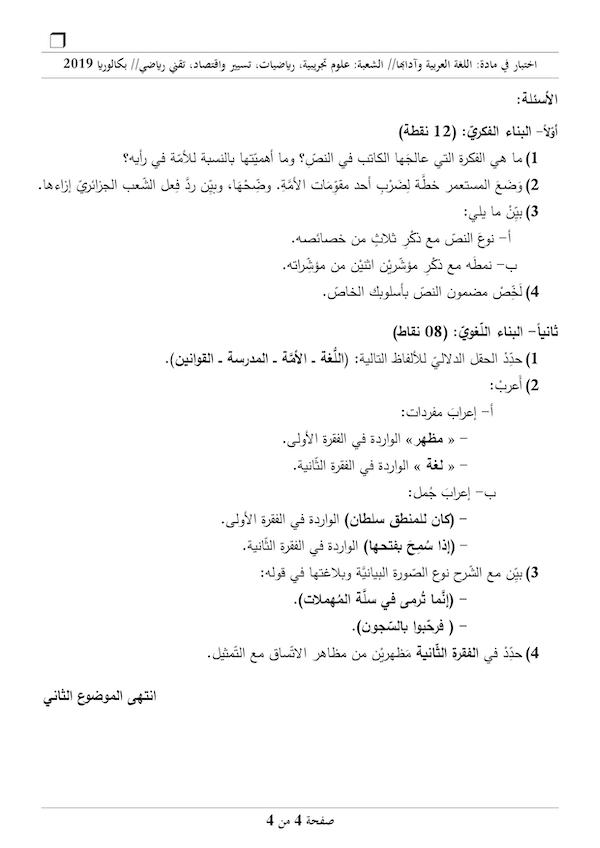 اختبار في مادة: اللغة العربية وآدابها// الشعبة: علوم تجريبية، رياضيات، تسيير واقتصاد، تقني رياضي// بكالوريا 2019
الأسئلة:
أوّلاً- البناء الفكريّ: (12 نقطة)
1) ما هي الفكرة التي عالجَها الكاتب في النصّ؟ وما أهميّتها بالنسبة للأمّة في رأيه؟
2) وَضَعَ المستعمر خطَّة لِضَرْبِ أحد مقوّمات الأمَّةِ. وضِّحْهَا، وبيّن ردَّ فِعل الشّعب الجزائريّ إزاءها.
3) بيّنْ ما يلي:
أ- نوعَ النصّ مع ذكْرِ ثلاثٍ من خصائصه.
ب- نمطَه مع ذكْرِ مؤشّريْن اثنيْن من مؤشِّراته.
4) لَخِّصْ مضمون النصّ بأسلوبك الخاصّ.
ثانياً- البناء اللّغويّ: (08 نقاط)
1) حدِّدْ الحقل الدلاليّ للألفاظ التالية: (اللُّغة ـ الأمَّة ـ المدرسة ـ القوانين).
2) أَعربْ:
أ- إعرابَ مفردات:
- « مظهر» الواردة في الفقرة الأولى.
- « لغة » الواردة في الفقرة الثّانية.
ب- إعرابَ جُمل:
- (كان للمنطق سلطان) الواردة في الفقرة الأولى.
- (إذا سُمِحَ بفتحها) الواردة في الفقرة الثَّانية.
3) بيّن مع الشّرح نوع الصّورة البيانيَّة وبلاغتها في قوله:
- (إنَّما تُرمى في سلَّة المُهملات).
- ( فرحّبوا بالسّجون).
4) حدِّدْ في الفقرة الثّانية مَظهريْن من مظاهر الاتّساق مع التّمثيل.
انتهى الموضوع الثاني
صفحة 4 من 4